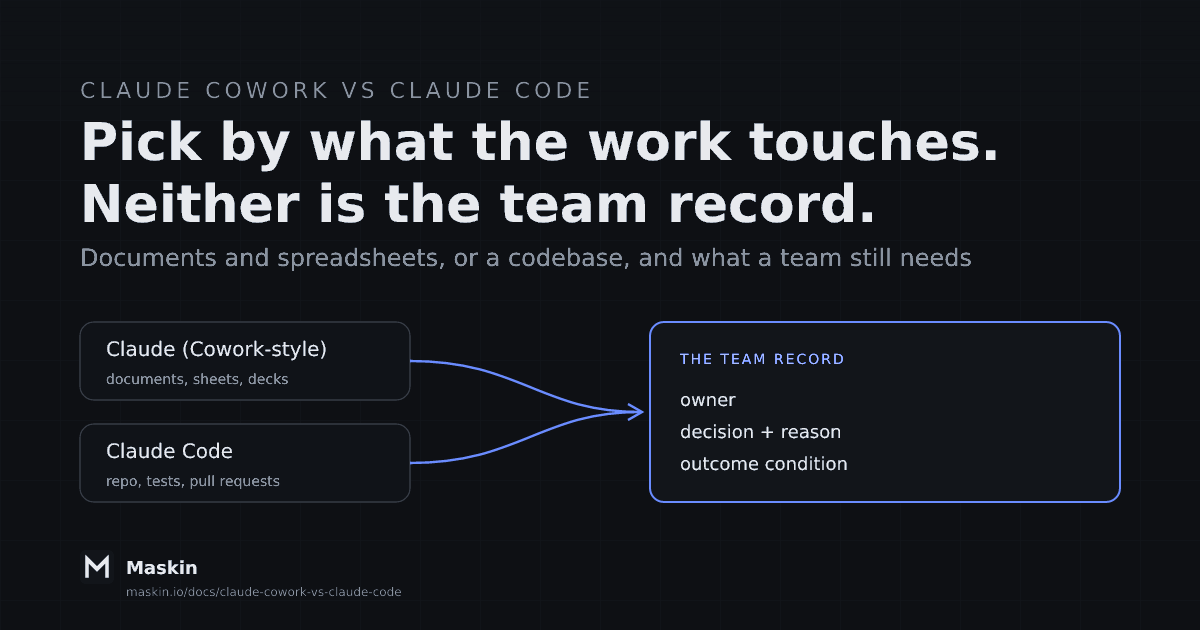 CLAUDE COWORK VS CLAUDE CODE
Pick by what the work touches.
Neither is the team record.
Documents and spreadsheets, or a codebase, and what a team still needs
Claude (Cowork-style)
documents, sheets, decks
Claude Code
repo, tests, pull requests
THE TEAM RECORD
owner
decision + reason
outcome condition
Maskin
maskin.io/docs/claude-cowork-vs-claude-code